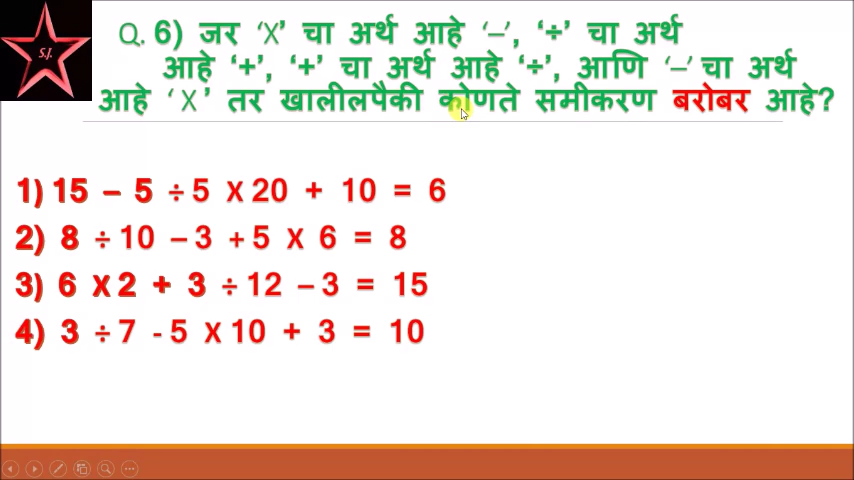 S.J.
Q. 6) जर ‘X’ चा अर्थ आहे ‘–’, ‘÷’ चा अर्थ
आहे ‘+’, ‘+’ चा अर्थ आहे ‘÷’, आणि ‘–’ चा अर्थ
आहे ‘ X ’ तर खालीलपैकी कोणते समीकरण बरोबर आहे?
1) 15 – 5 ÷ 5 X 20 + 10 = 6
2) 8 ÷ 10 – 3 + 5 X 6 = 8
3) 6 X 2 + 3 ÷ 12 – 3 = 15
4) 3 ÷ 7 - 5 X 10 + 3 = 10